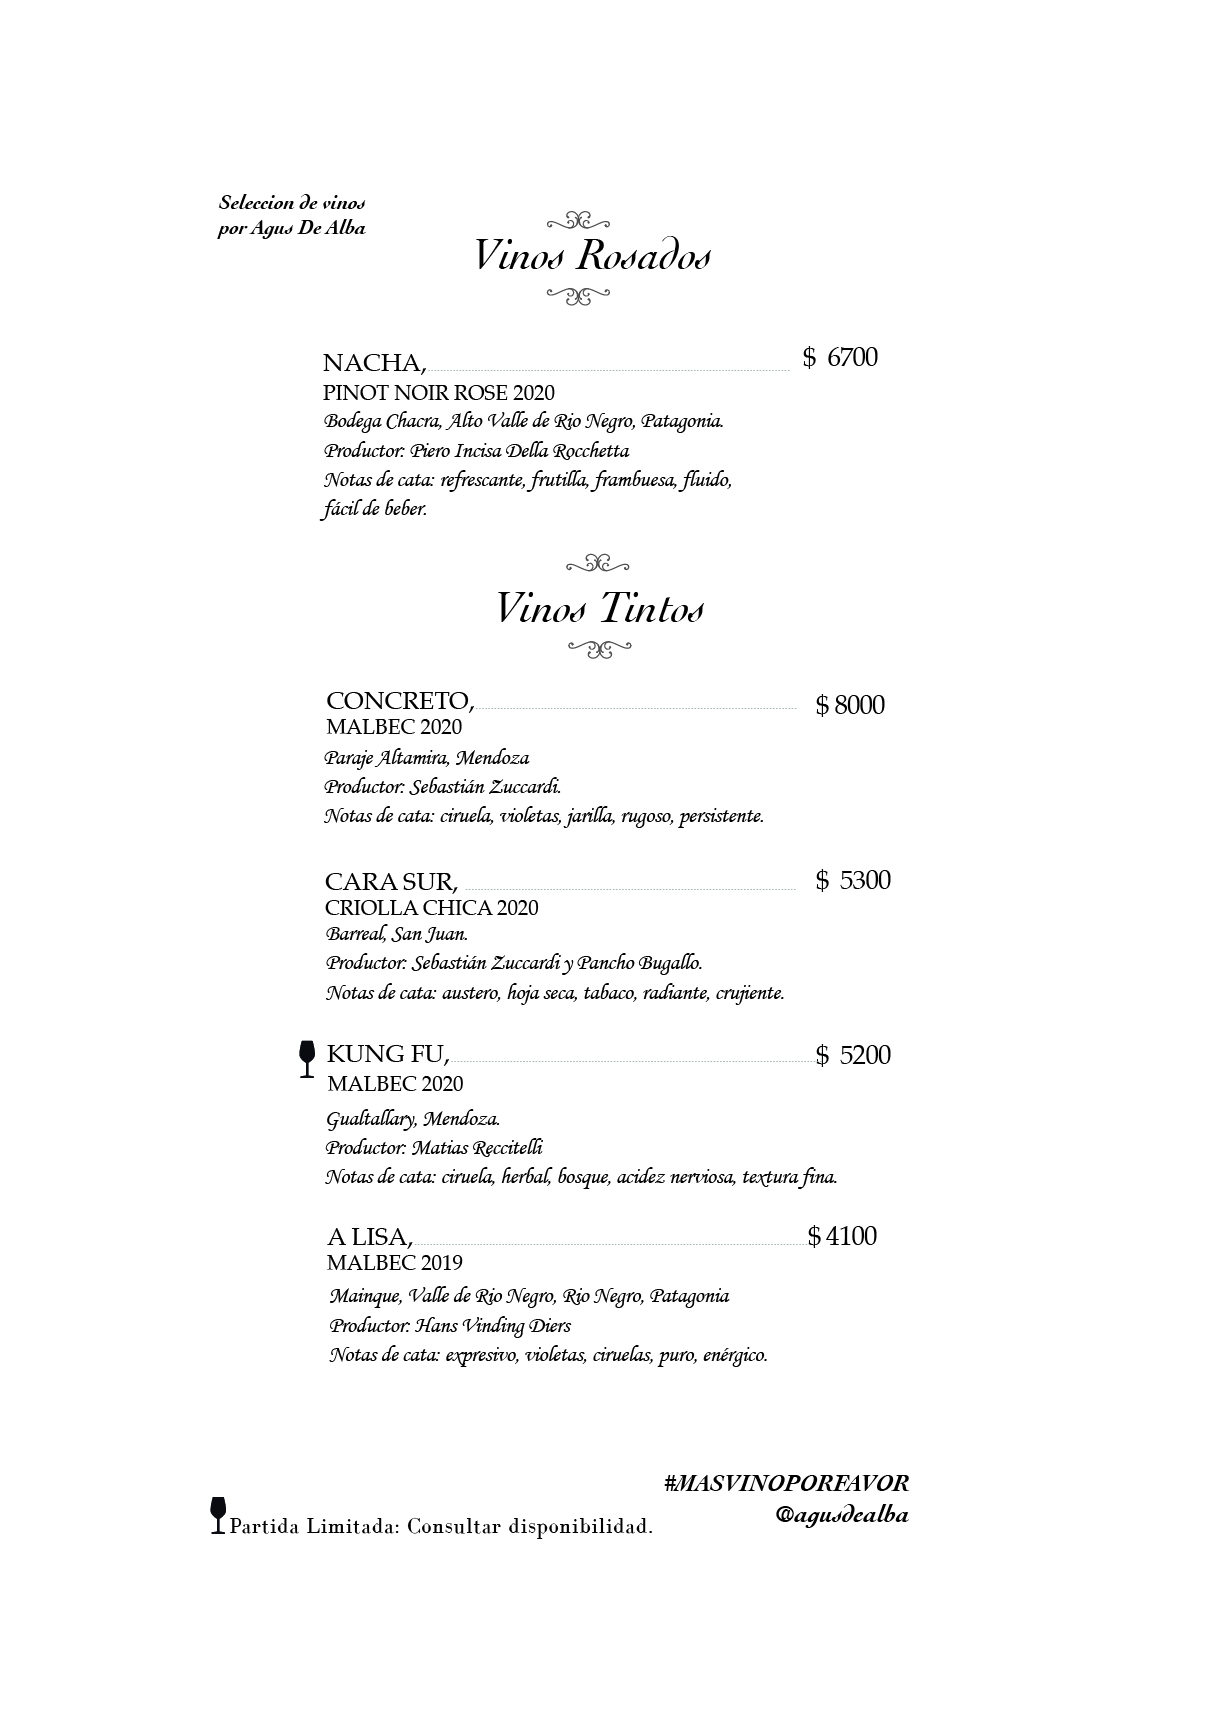 Seleccion de vinos
por Agus De Alba
Vinos Rosados
NACHA, $ 6700
PINOT NOIR ROSE 2020
Bodega Chacra, Alto Valle de Rio Negro, Patagonia.
Productor: Piero Incisa Della Rocchetta
Notas de cata: refrescante, frutilla, frambuesa, fluido,
fácil de beber.
Vinos Tintos
CONCRETO, $ 8000
MALBEC 2020
Paraje Altamira, Mendoza
Productor: Sebastián Zuccardi.
Notas de cata: ciruela, violetas, jarilla, rugoso, persistente.
CARA SUR, $ 5300
CRIOLLA CHICA 2020
Barreal, San Juan.
Productor: Sebastián Zuccardi y Pancho Bugallo.
Notas de cata: austero, hoja seca, tabaco, radiante, crujiente.
KUNG FU, $ 5200
MALBEC 2020
Gualtallary, Mendoza.
Productor: Matias Reccitelli
Notas de cata: ciruela, herbal, bosque, acidez nerviosa, textura fina.
A LISA, $ 4100
MALBEC 2019
Mainque, Valle de Rio Negro, Rio Negro, Patagonia
Productor: Hans Vinding Diers
Notas de cata: expresivo, violetas, ciruelas, puro, enérgico.
#MASVINOPORFAVOR
@agusdealba
Partida Limitada: Consultar disponibilidad.